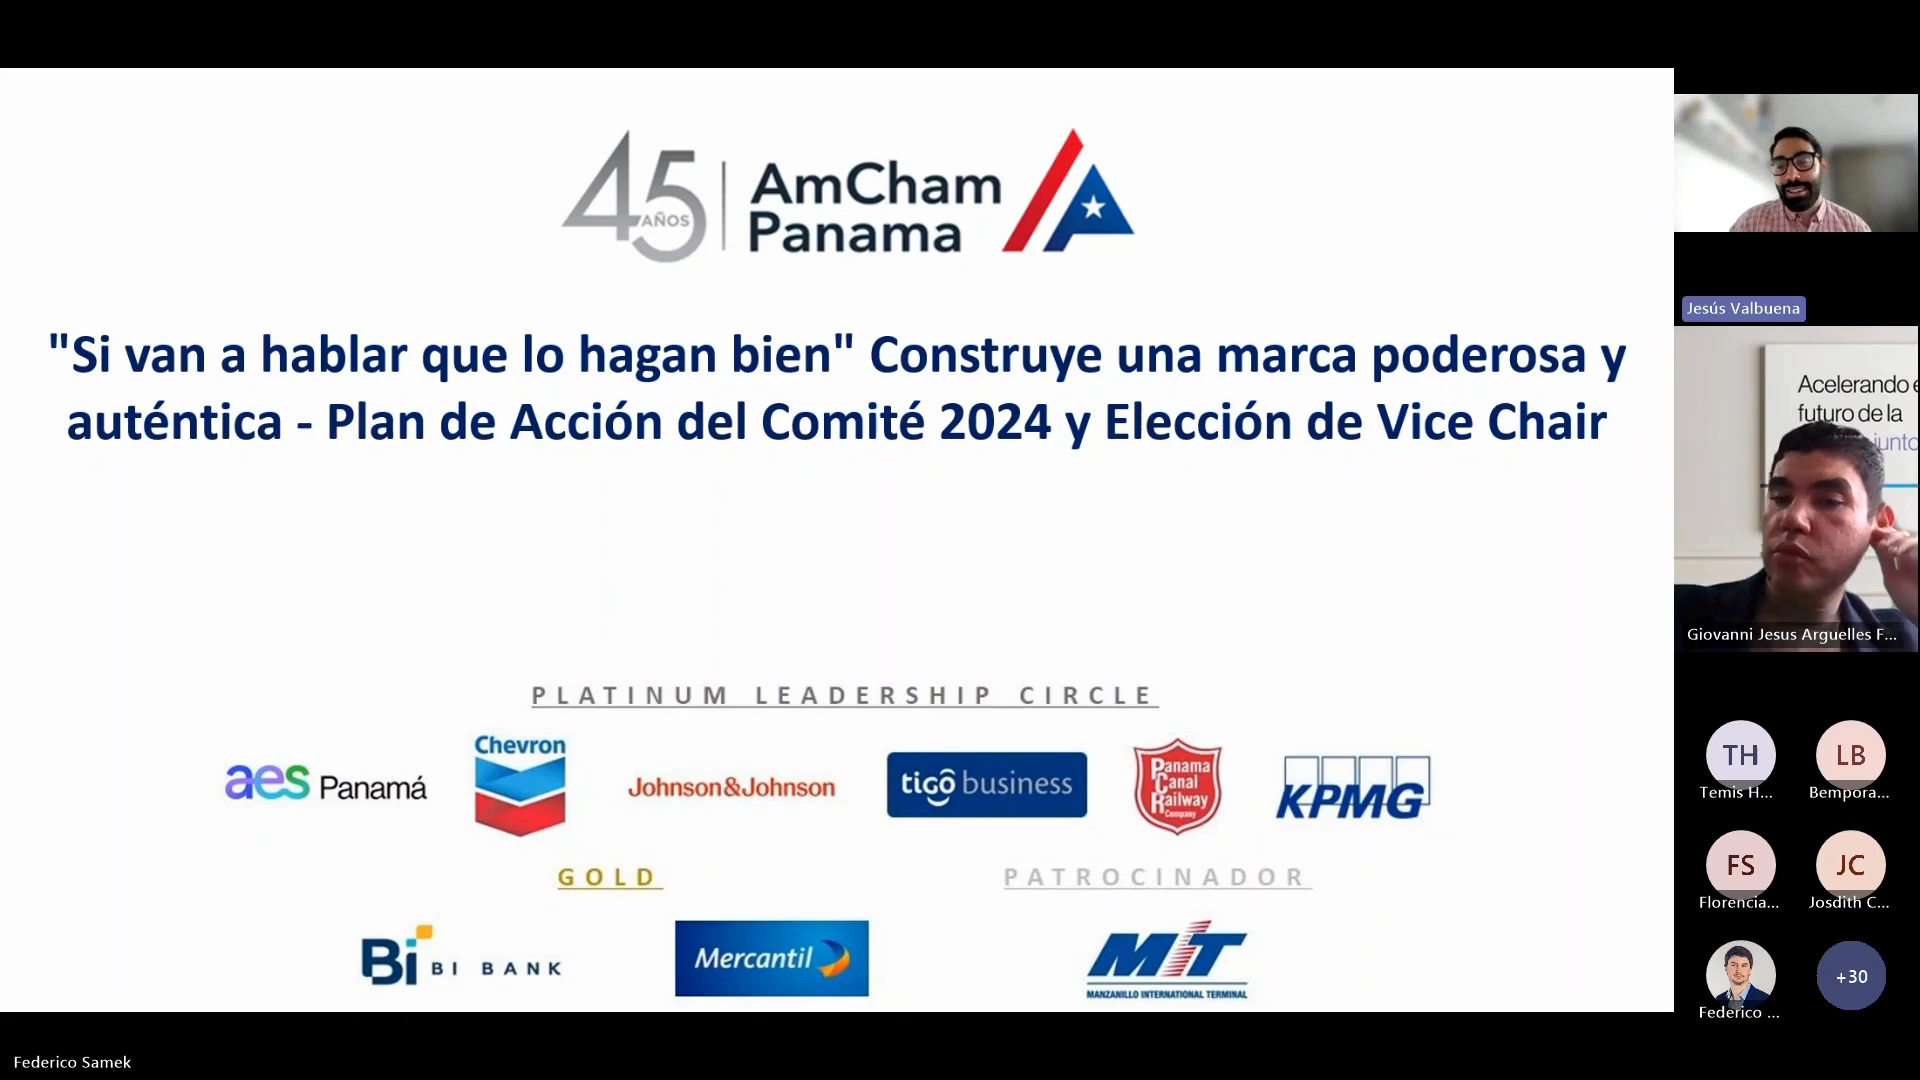 45
AÑOS
AmCham
Panama
"Si van a hablar que lo hagan bien" Construye una marca poderosa y
auténtica - Plan de Acción del Comité 2024 y Elección de Vice Chair
PLATINUM LEADERSHIP CIRCLE
aes Panamá
Chevron
Johnson&Johnson
tigo business
Panama
Canal
Railway
Company
KPMG
GOLD
PATROCINADOR
Bi BI BANK
Mercantil
MIT
MANZANILLO INTERNATIONAL TERMINAL
Federico Samek
Jesús Valbuena
Acelerando e
futuro de la
junto
Giovanni Jesus Arguelles F...
TH
Temis H...
LB
Bempora...
FS
Florencia...
JC
Josdith C...
Federico ...
+30